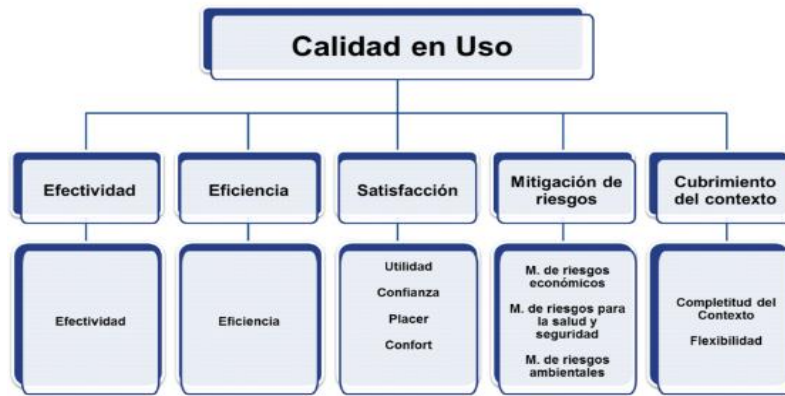 Calidad en Uso
Efectividad
Eficiencia
Satisfacción
Mitigación de
riesgos
Cubrimiento
del contexto
Efectividad
Eficiencia
Utilidad
Confianza
Placer
Confort
M. de riesgos
económicos
M. de riesgos para
la salud y
seguridad
M. de riesgos
ambientales
Completitud del
Contexto
Flexibilidad